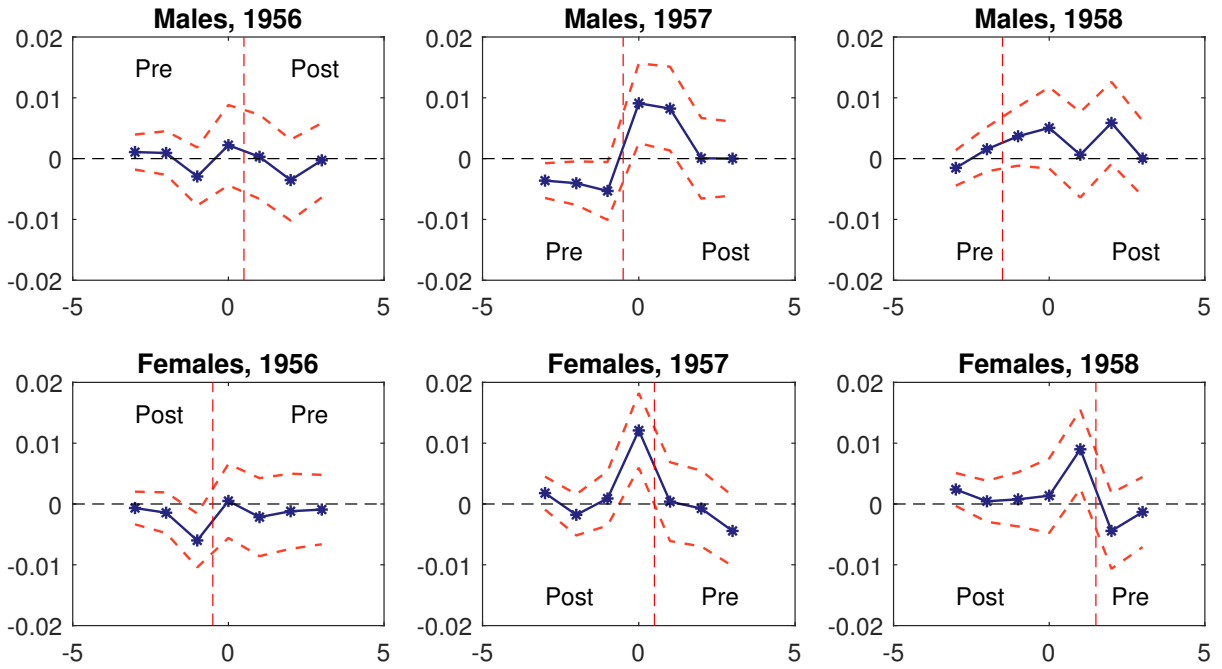 Males, 1956
0.02
0.01
0
-0.01
-0.02
-5
0
5
Pre
Post
Males, 1957
0.02
0.01
0
-0.01
-0.02
-5
0
5
Pre
Post
Males, 1958
0.02
0.01
0
-0.01
-0.02
-5
0
5
Pre
Post
Females, 1956
0.02
0.01
0
-0.01
-0.02
-5
0
5
Post
Pre
Females, 1957
0.02
0.01
0
-0.01
-0.02
-5
0
5
Post
Pre
Females, 1958
0.02
0.01
0
-0.01
-0.02
-5
0
5
Post
Pre